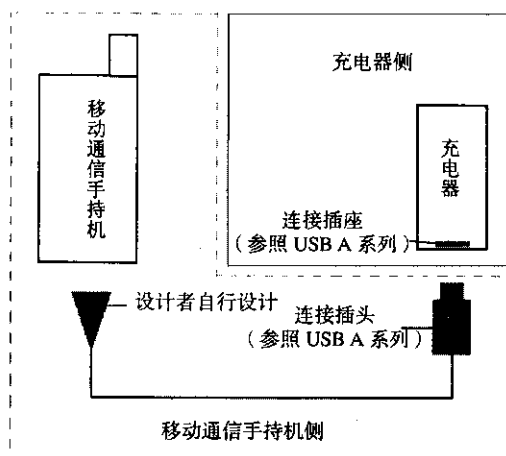 移动通信手持机
充电器侧
充电器
连接插座
（参照 USB A 系列）
设计者自行设计
连接插头
（参照 USB A 系列）
移动通信手持机侧